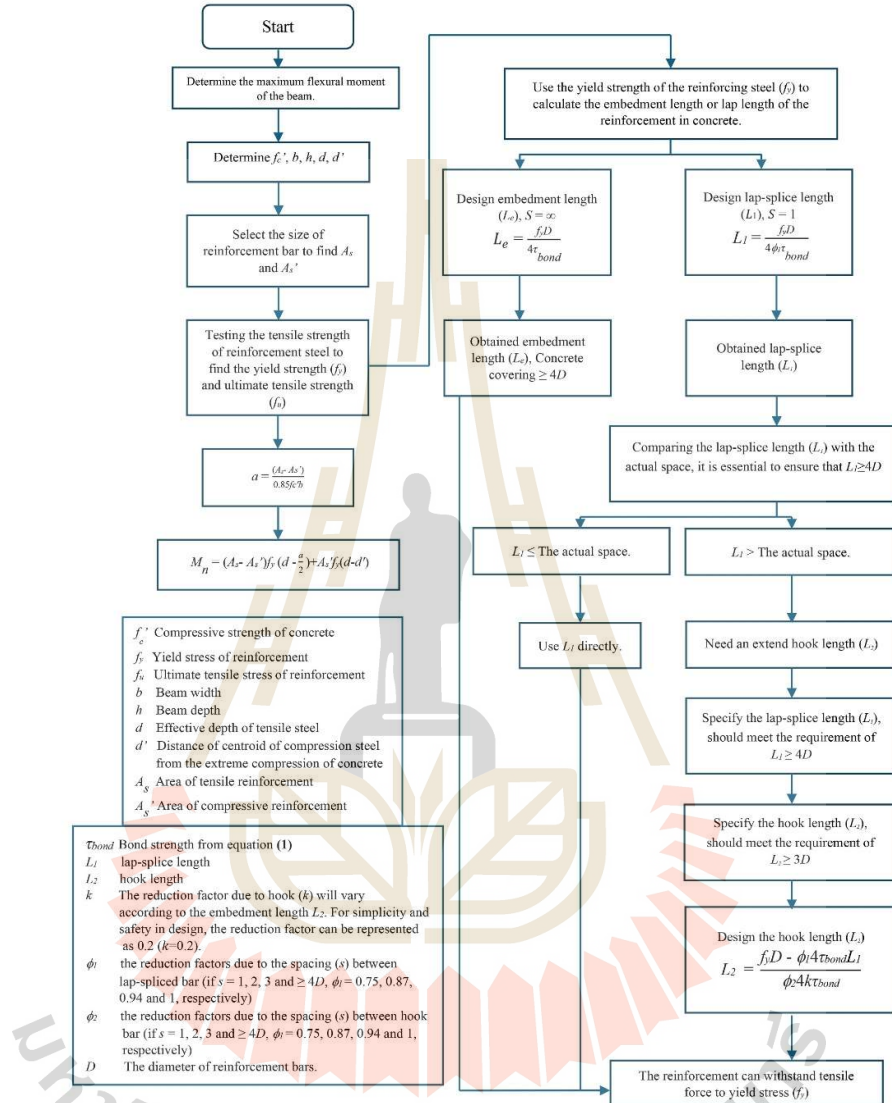 Start
Determine the maximum flexural moment
of the beam.
Determine fc', b, h, d, d'
Select the size of
reinforcement bar to find As
and As'
Testing the tensile strength
of reinforcement steel to
find the yield strength (fy)
and ultimate tensile strength
(fu)
a = (As- As') / 0.85fc'b
Mn = (As- As')fy (d - a/2)+As'fy(d-d')
fc' Compressive strength of concrete
fy Yield stress of reinforcement
fu Ultimate tensile stress of reinforcement
b Beam width
h Beam depth
d Effective depth of tensile steel
d' Distance of centroid of compression steel
from the extreme compression of concrete
As Area of tensile reinforcement
As' Area of compressive reinforcement
τbond Bond strength from equation (1)
L1 lap-splice length
L2 hook length
k The reduction factor due to hook (k) will vary
according to the embedment length L2. For simplicity and
safety in design, the reduction factor can be represented
as 0.2 (k=0.2).
ϕ1 the reduction factors due to the spacing (s) between
lap-spliced bar (if s = 1, 2, 3 and ≥ 4D, ϕ1 = 0.75, 0.87,
0.94 and 1, respectively)
ϕ2 the reduction factors due to the spacing (s) between hook
bar (if s = 1, 2, 3 and ≥ 4D, ϕ1 = 0.75, 0.87, 0.94 and 1,
respectively)
D The diameter of reinforcement bars.
Use the yield strength of the reinforcing steel (fy) to
calculate the embedment length or lap length of the
reinforcement in concrete.
Design embedment length
(Le), S = ∞
Le = fyD / 4τbond
Obtained embedment
length (Le), Concrete
covering ≥ 4D
Design lap-splice length
(L1), S = 1
L1 = fyD / 4ϕ1τbond
Obtained lap-splice
length (L1)
Comparing the lap-splice length (L1) with the
actual space, it is essential to ensure that L1≥4D
L1 ≤ The actual space.
Use L1 directly.
L1 > The actual space.
Need an extend hook length (L2)
Specify the lap-splice length (L1),
should meet the requirement of
L1 ≥ 4D
Specify the hook length (L2),
should meet the requirement of
L2 ≥ 3D
Design the hook length (L2)
L2 = fyD - ϕ14τbondL1 / ϕ24kτbond
The reinforcement can withstand tensile
force to yield stress (fy)